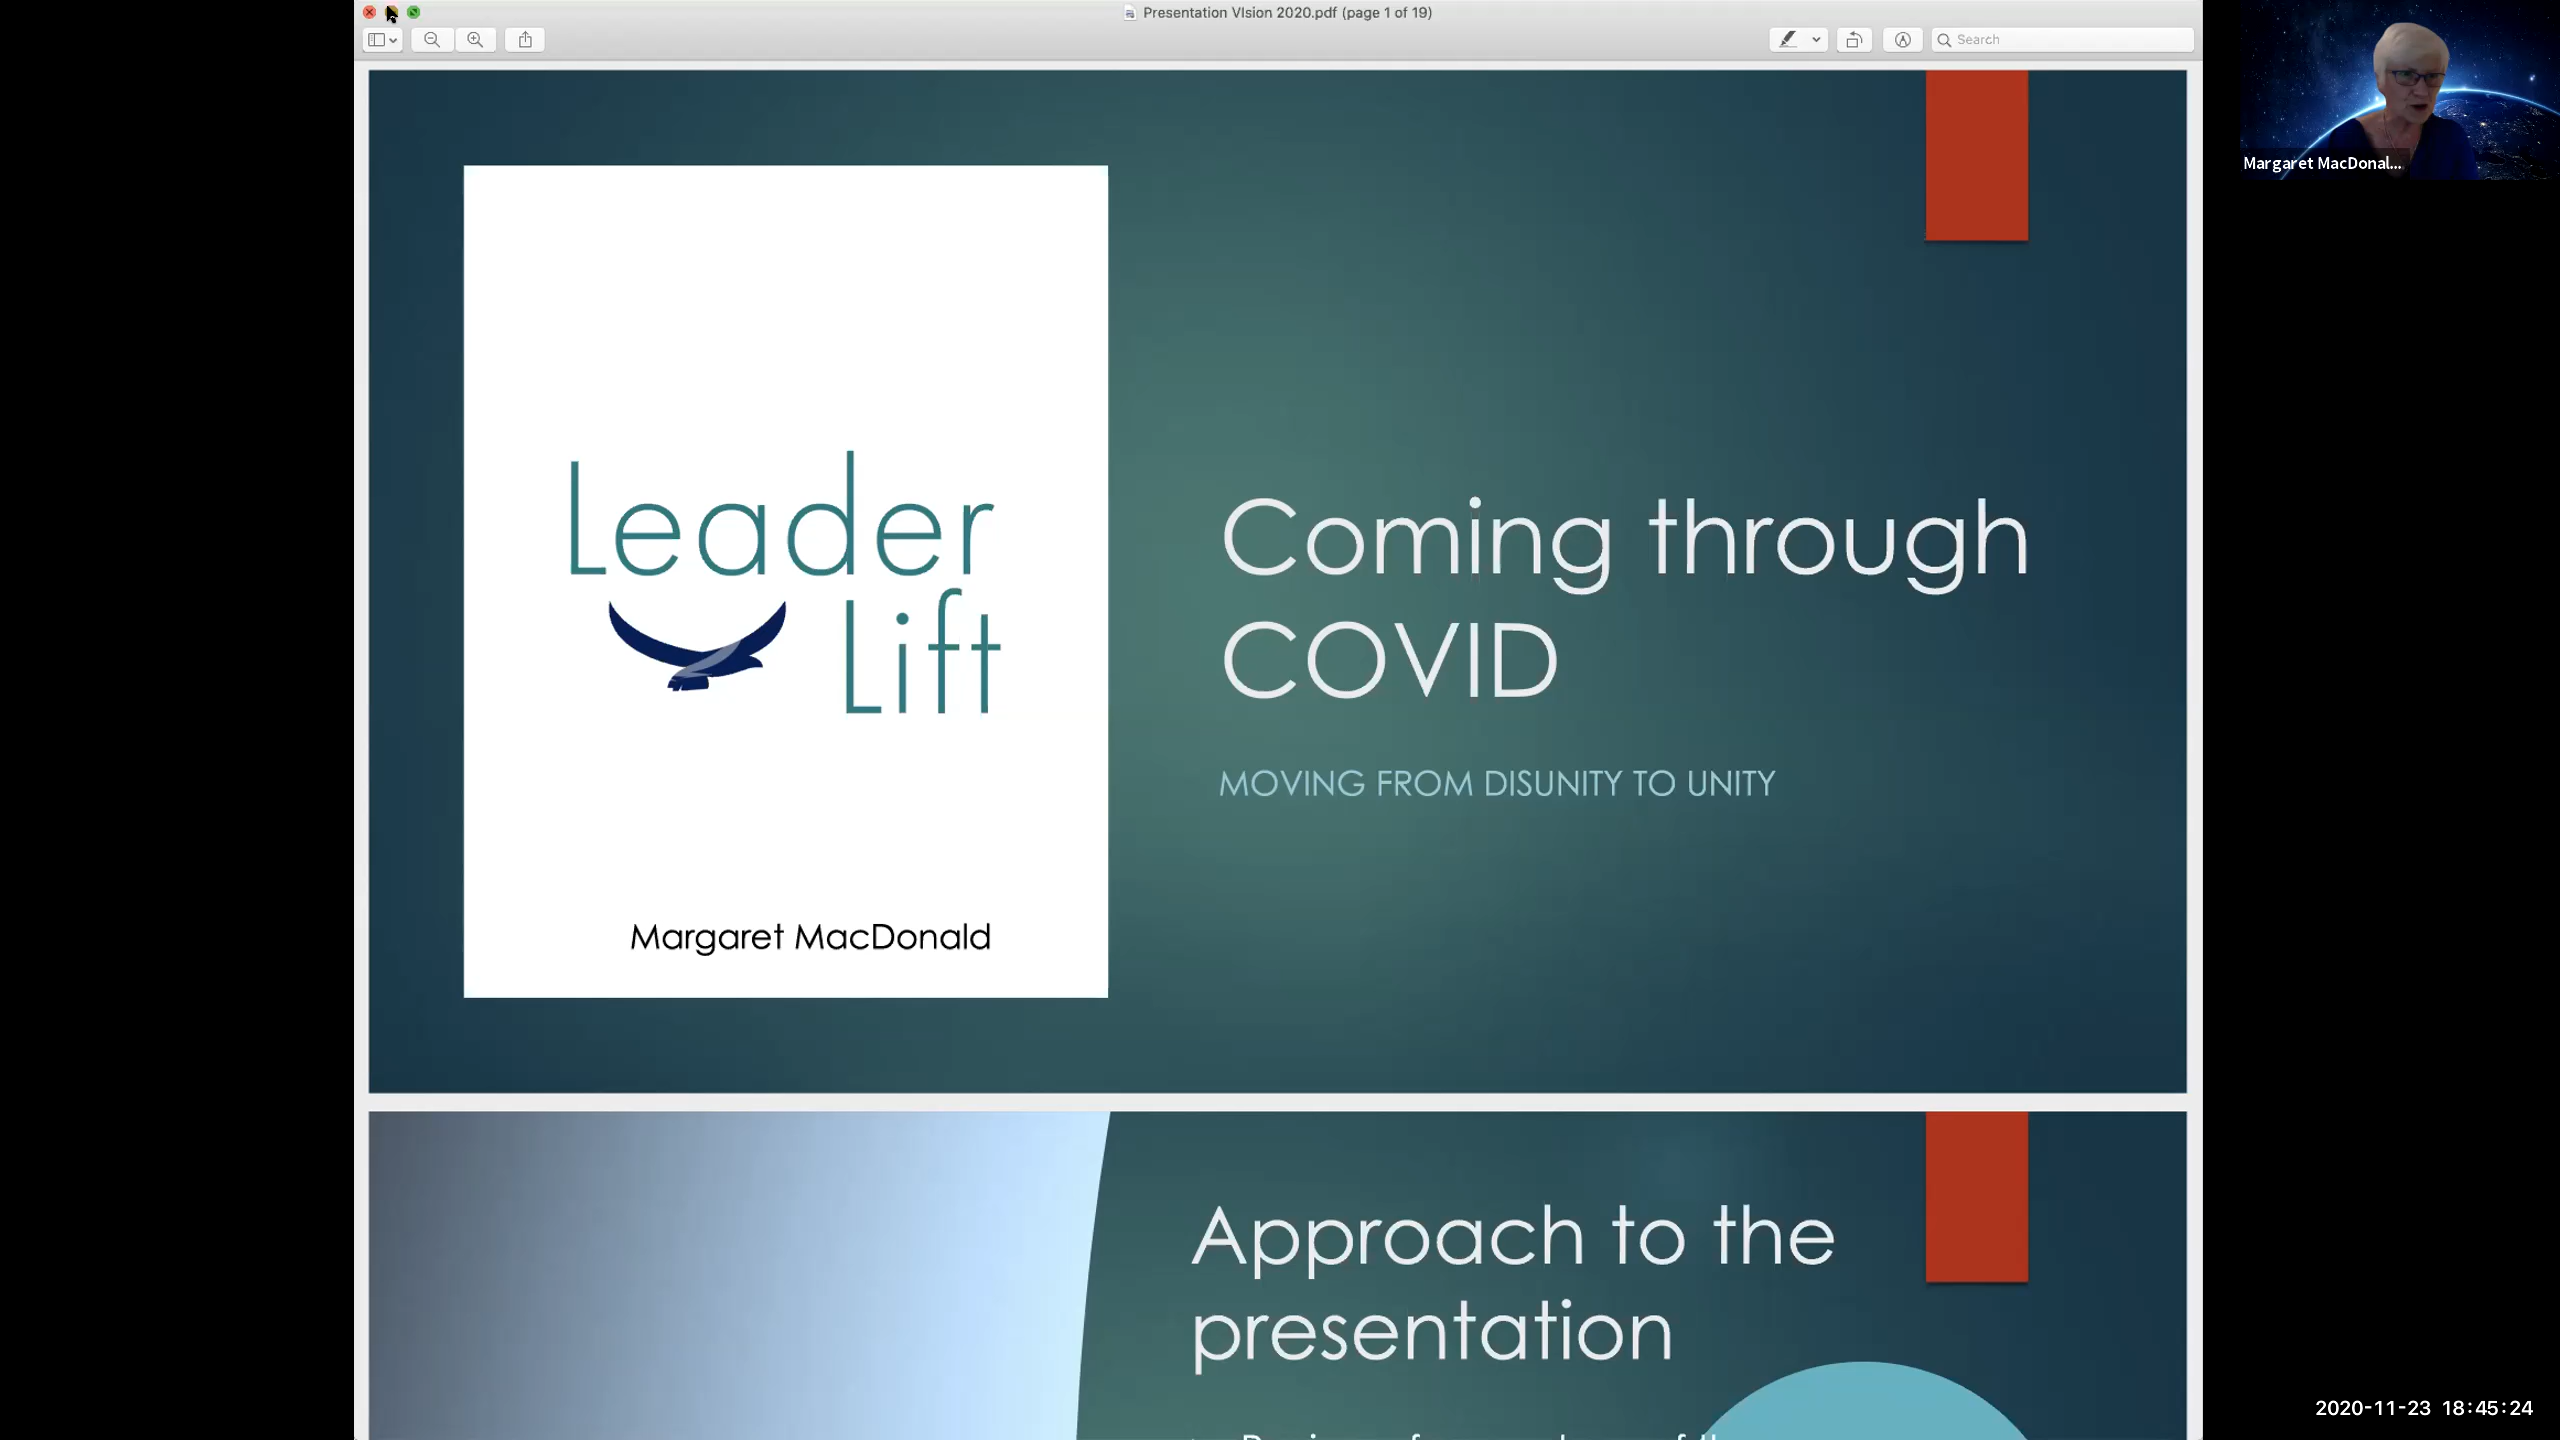 Presentation VIsion 2020.pdf (page 1 of 19)
Search
Margaret MacDonal...
Leader
Lift
Margaret MacDonald
Coming through
COVID
MOVING FROM DISUNITY TO UNITY
Approach to the
presentation
2020-11-23 18:45:24